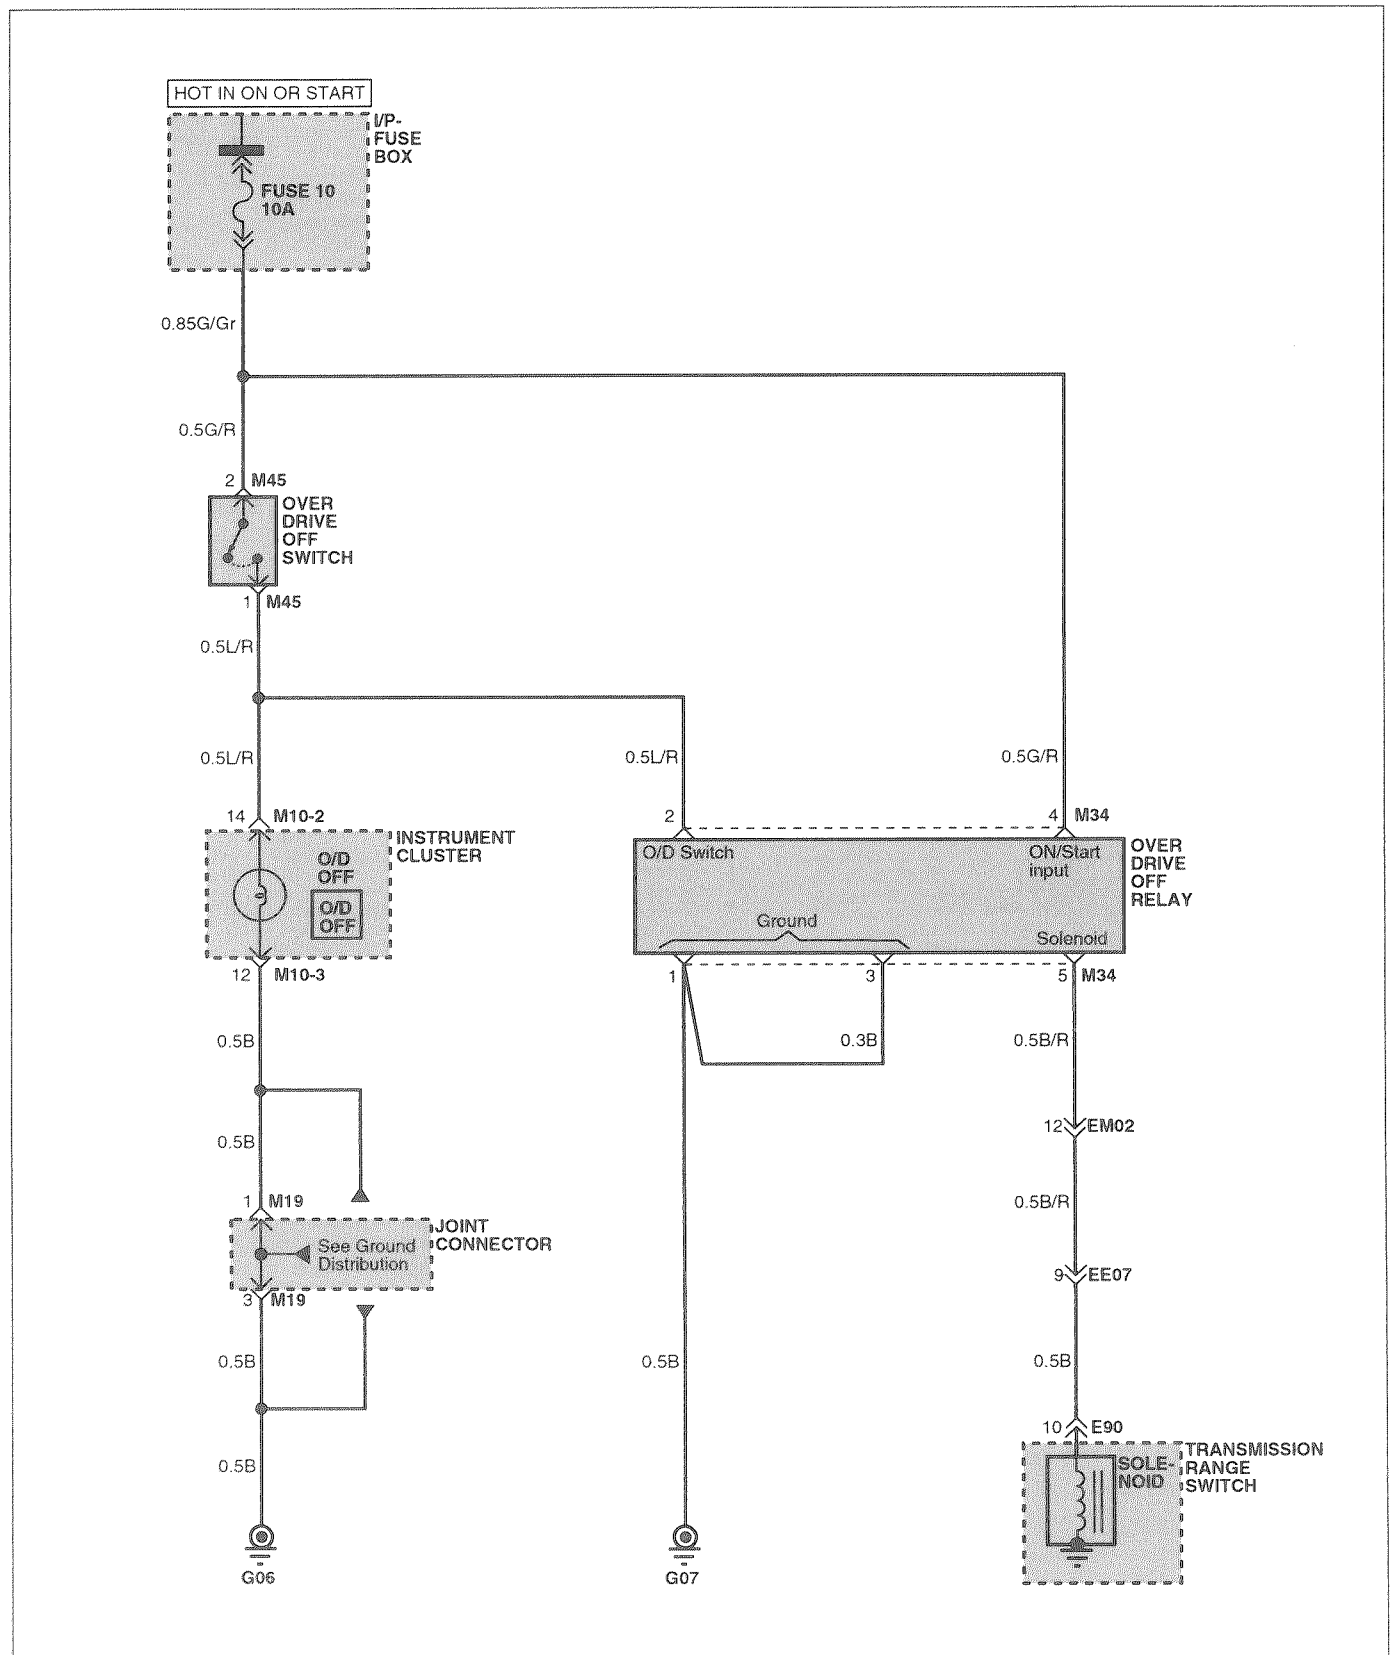 HOT IN ON OR START
I/P-
FUSE
BOX
FUSE 10
10A
0.85G/Gr
0.5G/R
2 M45
OVER
DRIVE
OFF
SWITCH
1 M45
0.5L/R
0.5L/R
0.5L/R
0.5G/R
14 M10-2
2
4 M34
INSTRUMENT
CLUSTER
O/D
OFF
O/D
OFF
O/D Switch
ON/Start
input
Ground
Solenoid
OVER
DRIVE
OFF
RELAY
12 M10-3
1
3
5 M34
0.5B
0.3B
0.5B/R
0.5B
12 EM02
1 M19
0.5B/R
JOINT
CONNECTOR
See Ground
Distribution
3 M19
9 EE07
0.5B
0.5B
0.5B
10 E90
0.5B
TRANSMISSION
RANGE
SWITCH
SOLE-
NOID
G06
G07